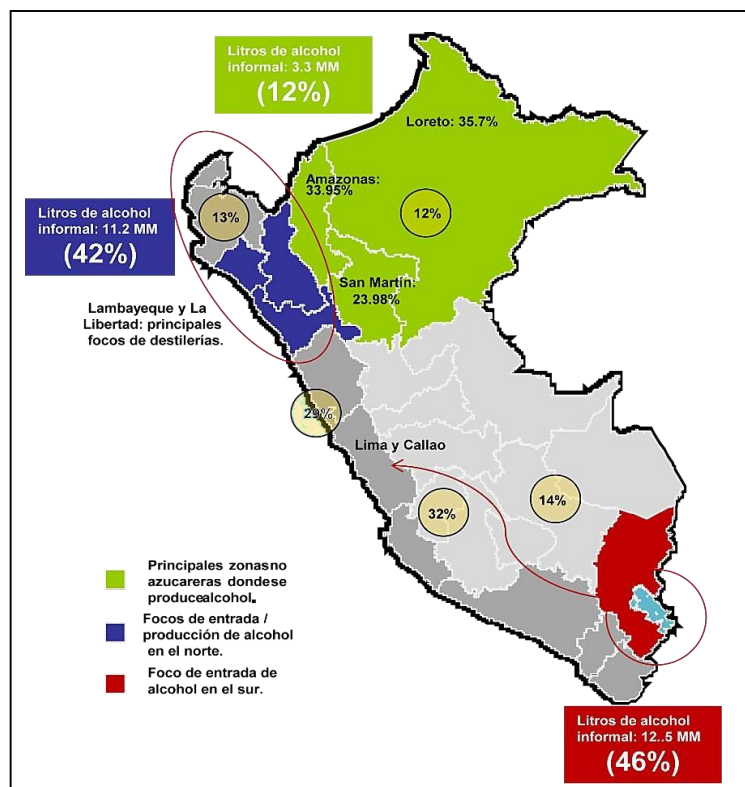 Litros de alcohol
informal: 3.3 MM
(12%)
Loreto: 35.7%
Amazonas:
33.95%
13%
12%
Litros de alcohol
informal: 11.2 MM
(42%)
San Martín:
23.98%
Lambayeque y La
Libertad: principales
focos de destilerías.
29%
Lima y Callao
32%
14%
Principales zonasno
azucareras dondese
producealcohol.
Focos de entrada /
producción de alcohol
en el norte.
Foco de entrada de
alcohol en el sur.
Litros de alcohol
informal: 12..5 MM
(46%)